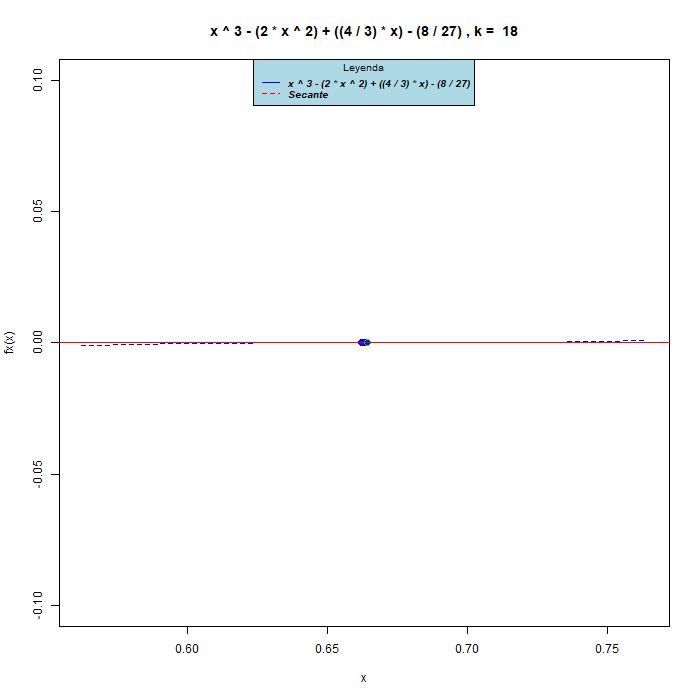 x ^ 3 - (2 * x ^ 2) + ((4 / 3) * x) - (8 / 27) , k =  18
Leyenda
x ^ 3 - (2 * x ^ 2) + ((4 / 3) * x) - (8 / 27)
Secante
0.10
0.05
0.00
-0.05
-0.10
fx(x)
0.60 0.65 0.70 0.75
x